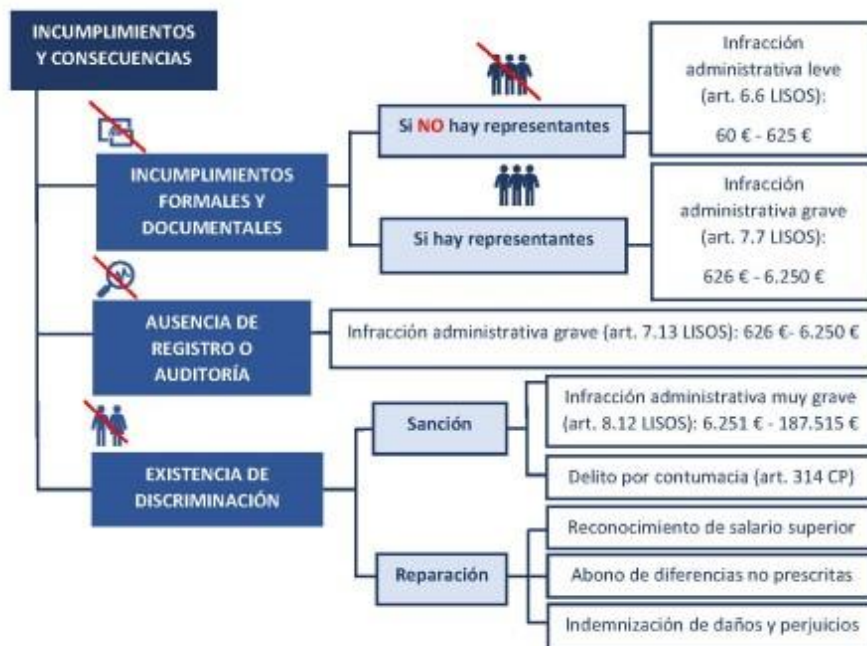 INCUMPLIMIENTOS
Y CONSECUENCIAS
INCUMPLIMIENTOS
FORMALES Y
DOCUMENTALES
Si NO hay representantes
Infracción
administrativa leve
(art. 6.6 LISOS):
60 € - 625 €
Si hay representantes
Infracción
administrativa grave
(art. 7.7 LISOS):
626 € - 6.250 €
AUSENCIA DE
REGISTRO O
AUDITORÍA
Infracción administrativa grave (art. 7.13 LISOS): 626 €- 6.250 €
EXISTENCIA DE
DISCRIMINACIÓN
Sanción
Infracción administrativa muy grave
(art. 8.12 LISOS): 6.251 € - 187.515 €
Delito por contumacia (art. 314 CP)
Reparación
Reconocimiento de salario superior
Abono de diferencias no prescritas
Indemnización de daños y perjuicios